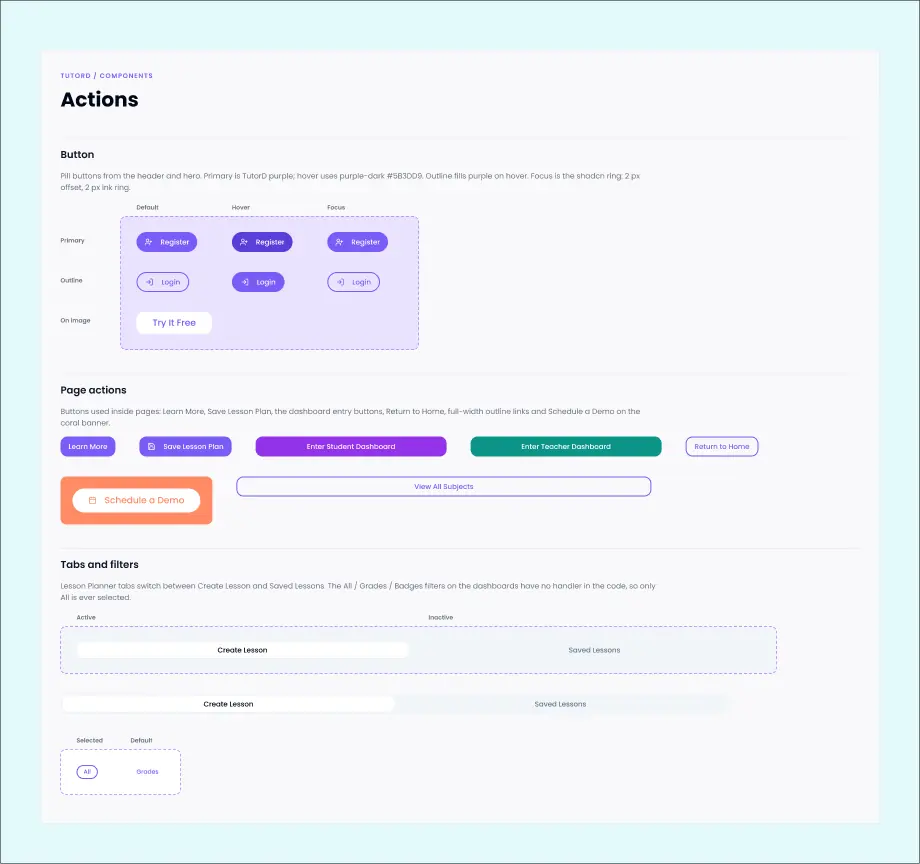 TUTORD / COMPONENTS
Actions
Button
Pill buttons from the header and hero. Primary is TutorD purple; hover uses purple-dark #5B3DD9. Outline fills purple on hover. Focus is the shadcn ring; 2 px
offset, 2 px ink ring.
Default Hover Focus
Primary Register Register Register
Outline Login Login Login
On Image Try It Free
Page actions
Buttons used inside pages: Learn More, Save Lesson Plan, the dashboard entry buttons, Return to Home, full-width outline links and Schedule a Demo on the
coral banner.
Learn More Save Lesson Plan Enter Student Dashboard Enter Teacher Dashboard Return to Home
Schedule a Demo View All Subjects
Tabs and filters
Lesson Planner tabs switch between Create Lesson and Saved Lessons. The All / Grades / Badges filters on the dashboards have no handler in the code, so only
All is ever selected.
Active Inactive
Create Lesson Saved Lessons
Create Lesson Saved Lessons
Selected Default
All Grades